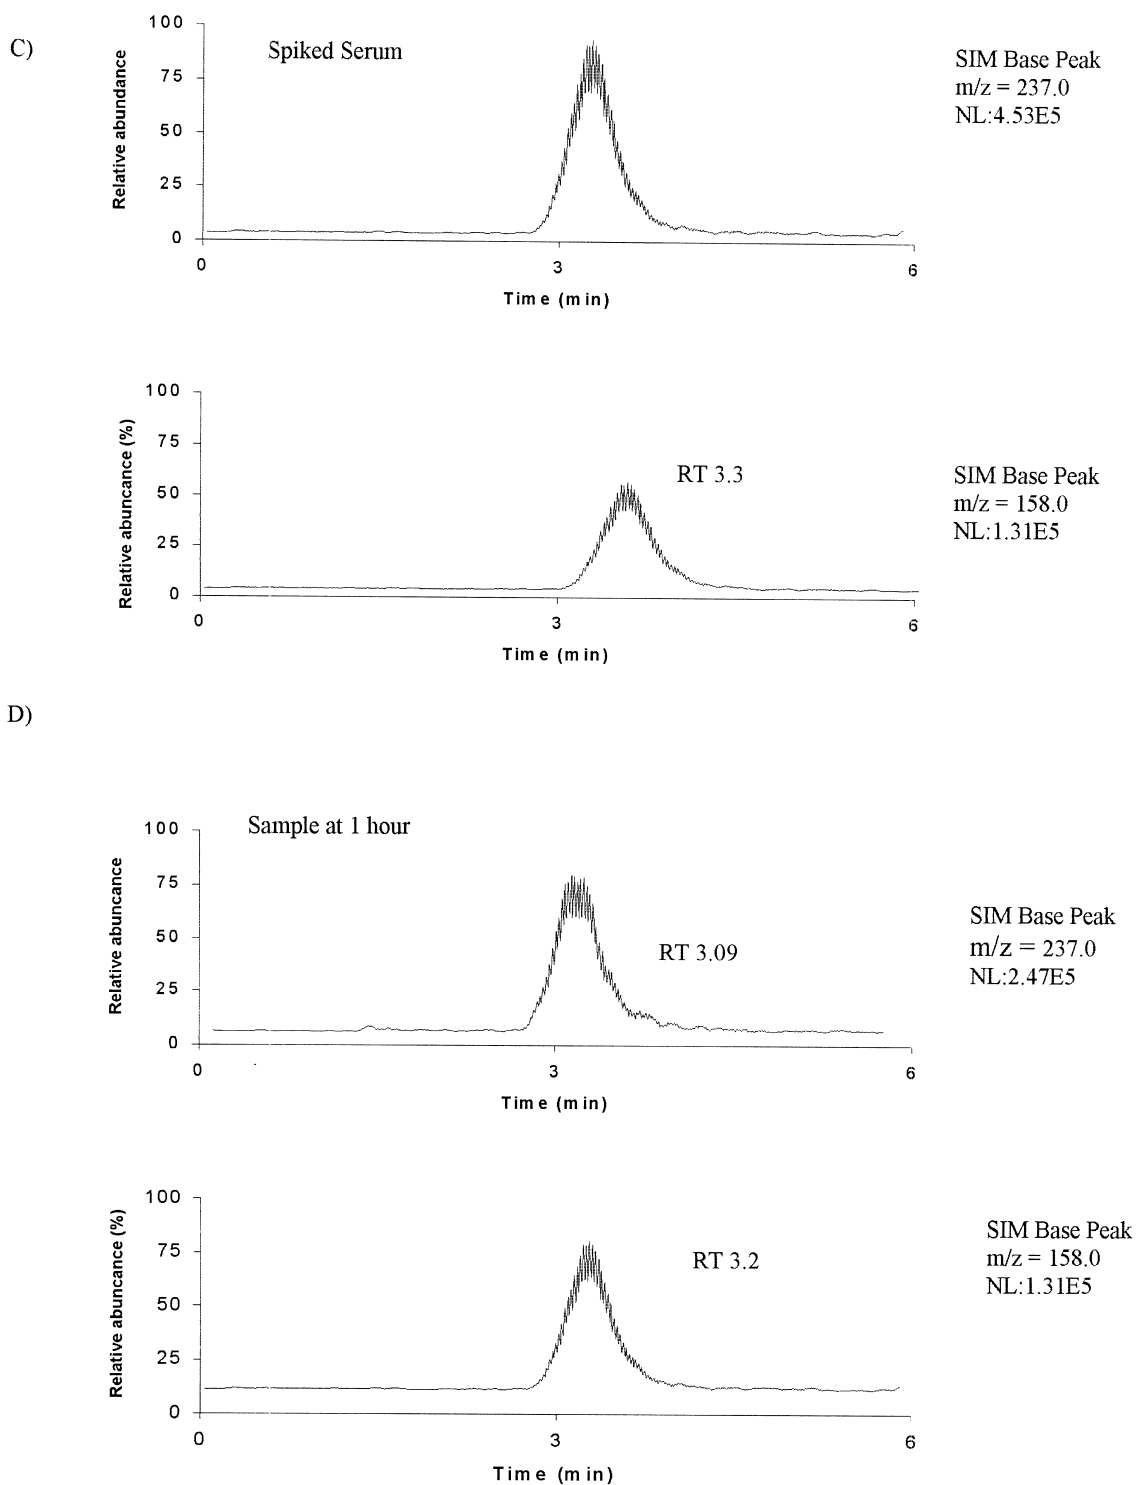 C)
Spiked Serum
Relative abundance
100
75
50
25
0
0 3 6
Time (min)
SIM Base Peak
m/z = 237.0
NL:4.53E5
Relative abuncance (%)
100
75
50
25
0
0 3 6
Time (min)
RT 3.3
SIM Base Peak
m/z = 158.0
NL:1.31E5
D)
Sample at 1 hour
Relative abuncance
100
75
50
25
0
0 3 6
Time (min)
RT 3.09
SIM Base Peak
m/z = 237.0
NL:2.47E5
Relative abuncance (%)
100
75
50
25
0
0 3 6
Time (min)
RT 3.2
SIM Base Peak
m/z = 158.0
NL:1.31E5